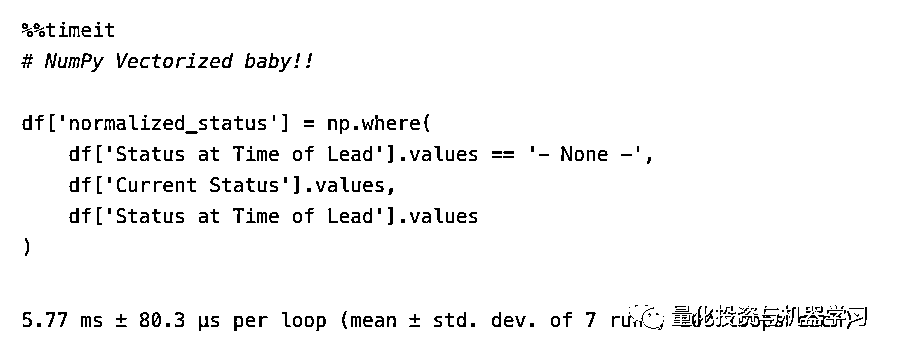 %%timeit
# NumPy Vectorized baby!!
df['normalized_status'] = np.where(
    df['Status at Time of Lead'].values == '- None -',
    df['Current Status'].values,
    df['Status at Time of Lead'].values
)
5.77 ms ± 80.3 µs per loop (mean ± std. dev. of 7
量化投资与机器学习